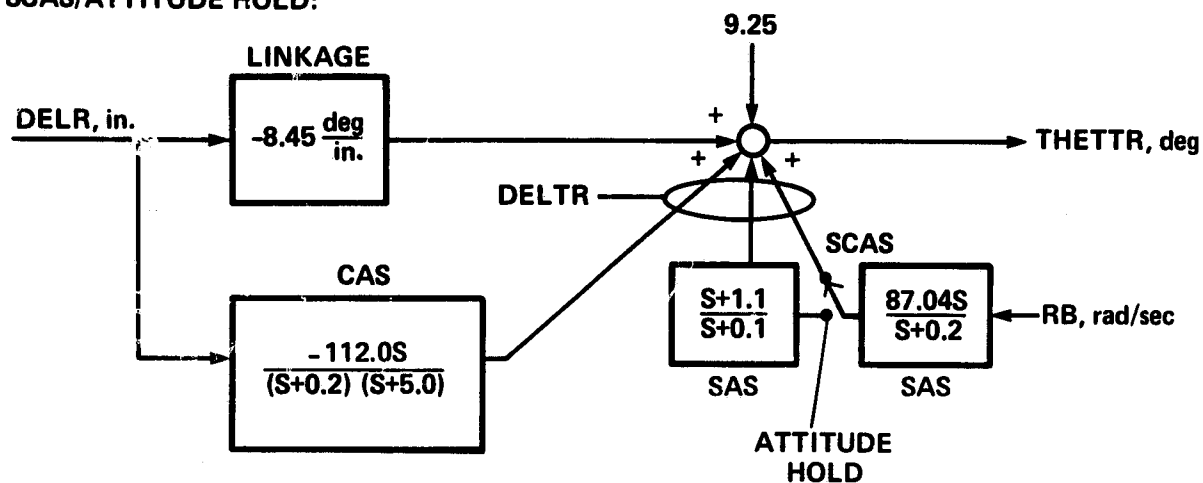 SCAS/ATTITUDE HOLD:
9.25
LINKAGE
DELR, in.
-8.45 deg/in.
+
+
+
THETTR, deg
DELTR
SCAS
CAS
-112.0S
(S+0.2) (S+5.0)
S+1.1
S+0.1
87.04S
S+0.2
RB, rad/sec
SAS
SAS
ATTITUDE
HOLD